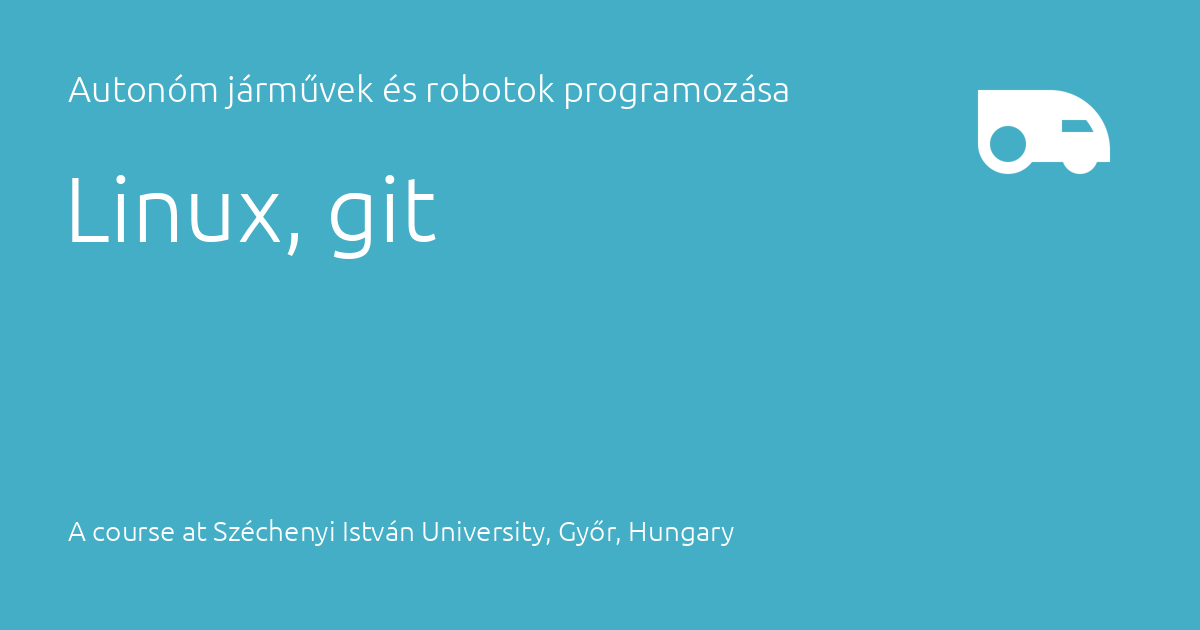 Autonóm járművek és robotok programozása
Linux, git
A course at Széchenyi István University, Győr, Hungary